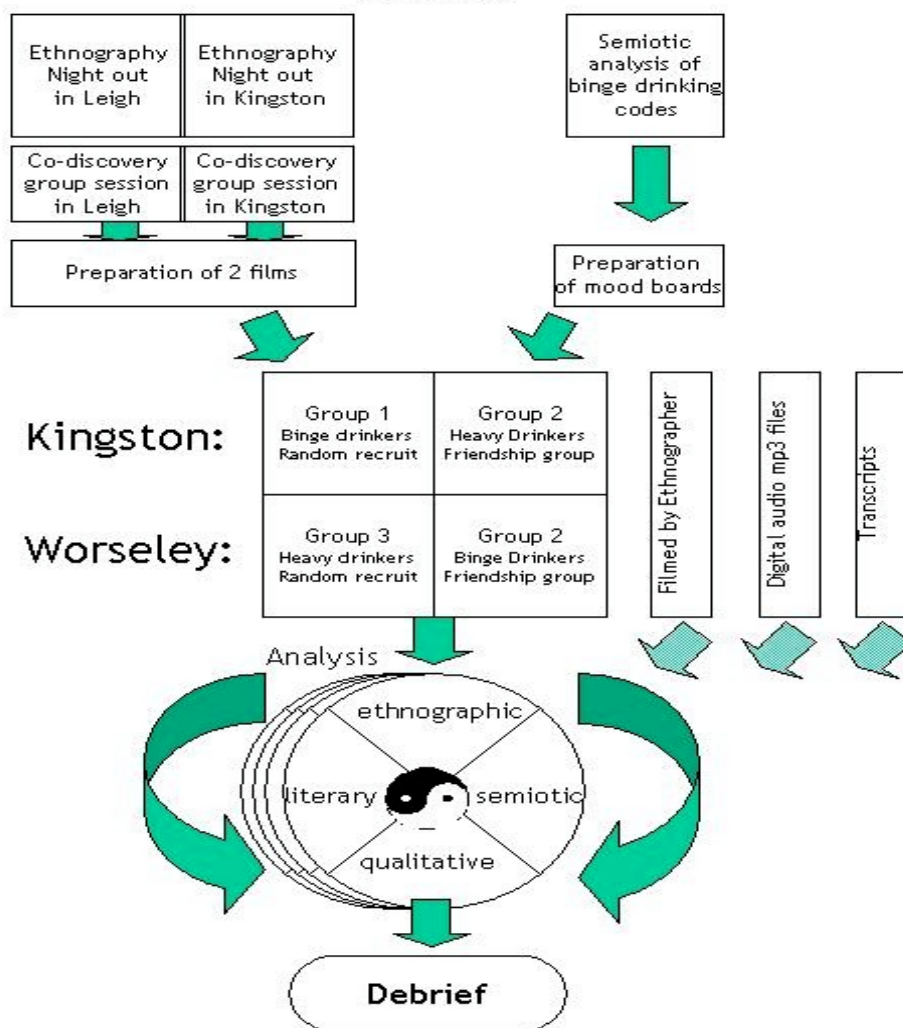 Ethnography
Night out
in Leigh
Ethnography
Night out
in Kingston
Semiotic
analysis of
binge drinking
codes
Co-discovery
group session
in Leigh
Co-discovery
group session
in Kingston
Preparation of 2 films
Preparation
of mood boards
Kingston:
Group 1
Binge drinkers
Random recruit
Group 2
Heavy Drinkers
Friendship group
Worseley:
Group 3
Heavy drinkers
Random recruit
Group 2
Binge Drinkers
Friendship group
Filmed by Ethnographer
Digital audio mp3 files
Transcripts
Analysis
ethnographic
literary
semiotic
qualitative
Debrief